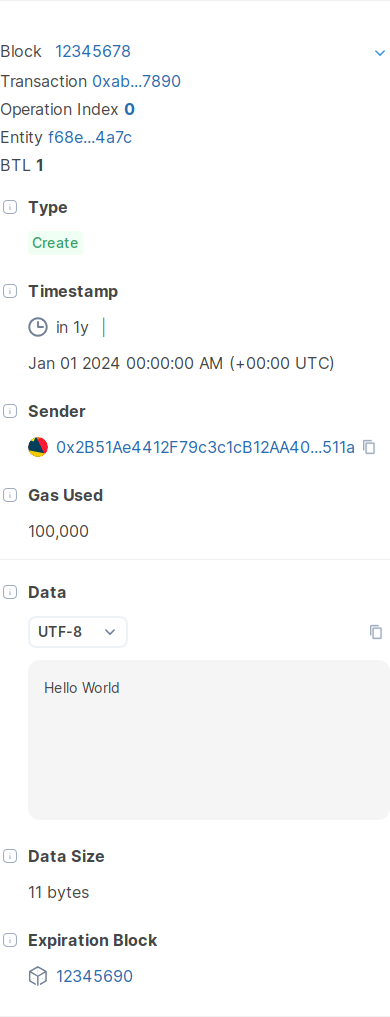 Block 12345678
Transaction 0xab...7890
Operation Index 0
Entity f68e...4a7c
BTL 1
Type
Create
Timestamp
in 1y
Jan 01 2024 00:00:00 AM (+00:00 UTC)
Sender
0x2B51Ae4412F79c3c1cB12AA40...511a
Gas Used
100,000
Data
UTF-8
Hello World
Data Size
11 bytes
Expiration Block
12345690